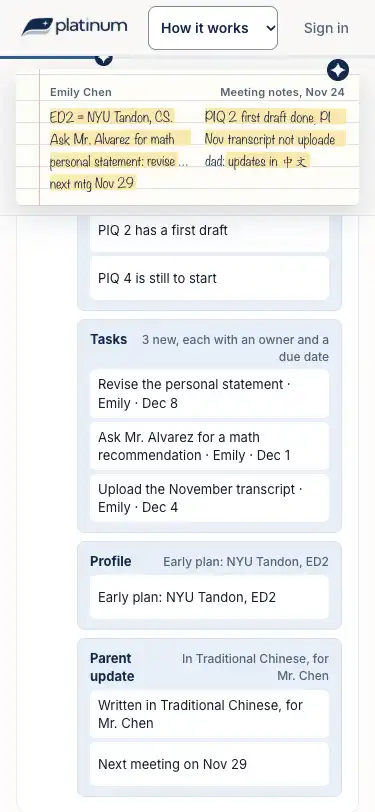 platinum
How it works
Sign in
Emily Chen
Meeting notes, Nov 24
ED2 = NYU Tandon, CS.
Ask Mr. Alvarez for math
personal statement: revise ...
next mtg Nov 29
PIQ 2 first draft done, PI
Nov transcript not uploade
dad: updates in 中文
PIQ 2 has a first draft
PIQ 4 is still to start
Tasks
3 new, each with an owner and a
due date
Revise the personal statement ·
Emily · Dec 8
Ask Mr. Alvarez for a math
recommendation · Emily · Dec 1
Upload the November transcript ·
Emily · Dec 4
Profile
Early plan: NYU Tandon, ED2
Early plan: NYU Tandon, ED2
Parent
update
In Traditional Chinese, for
Mr. Chen
Written in Traditional Chinese, for
Mr. Chen
Next meeting on Nov 29